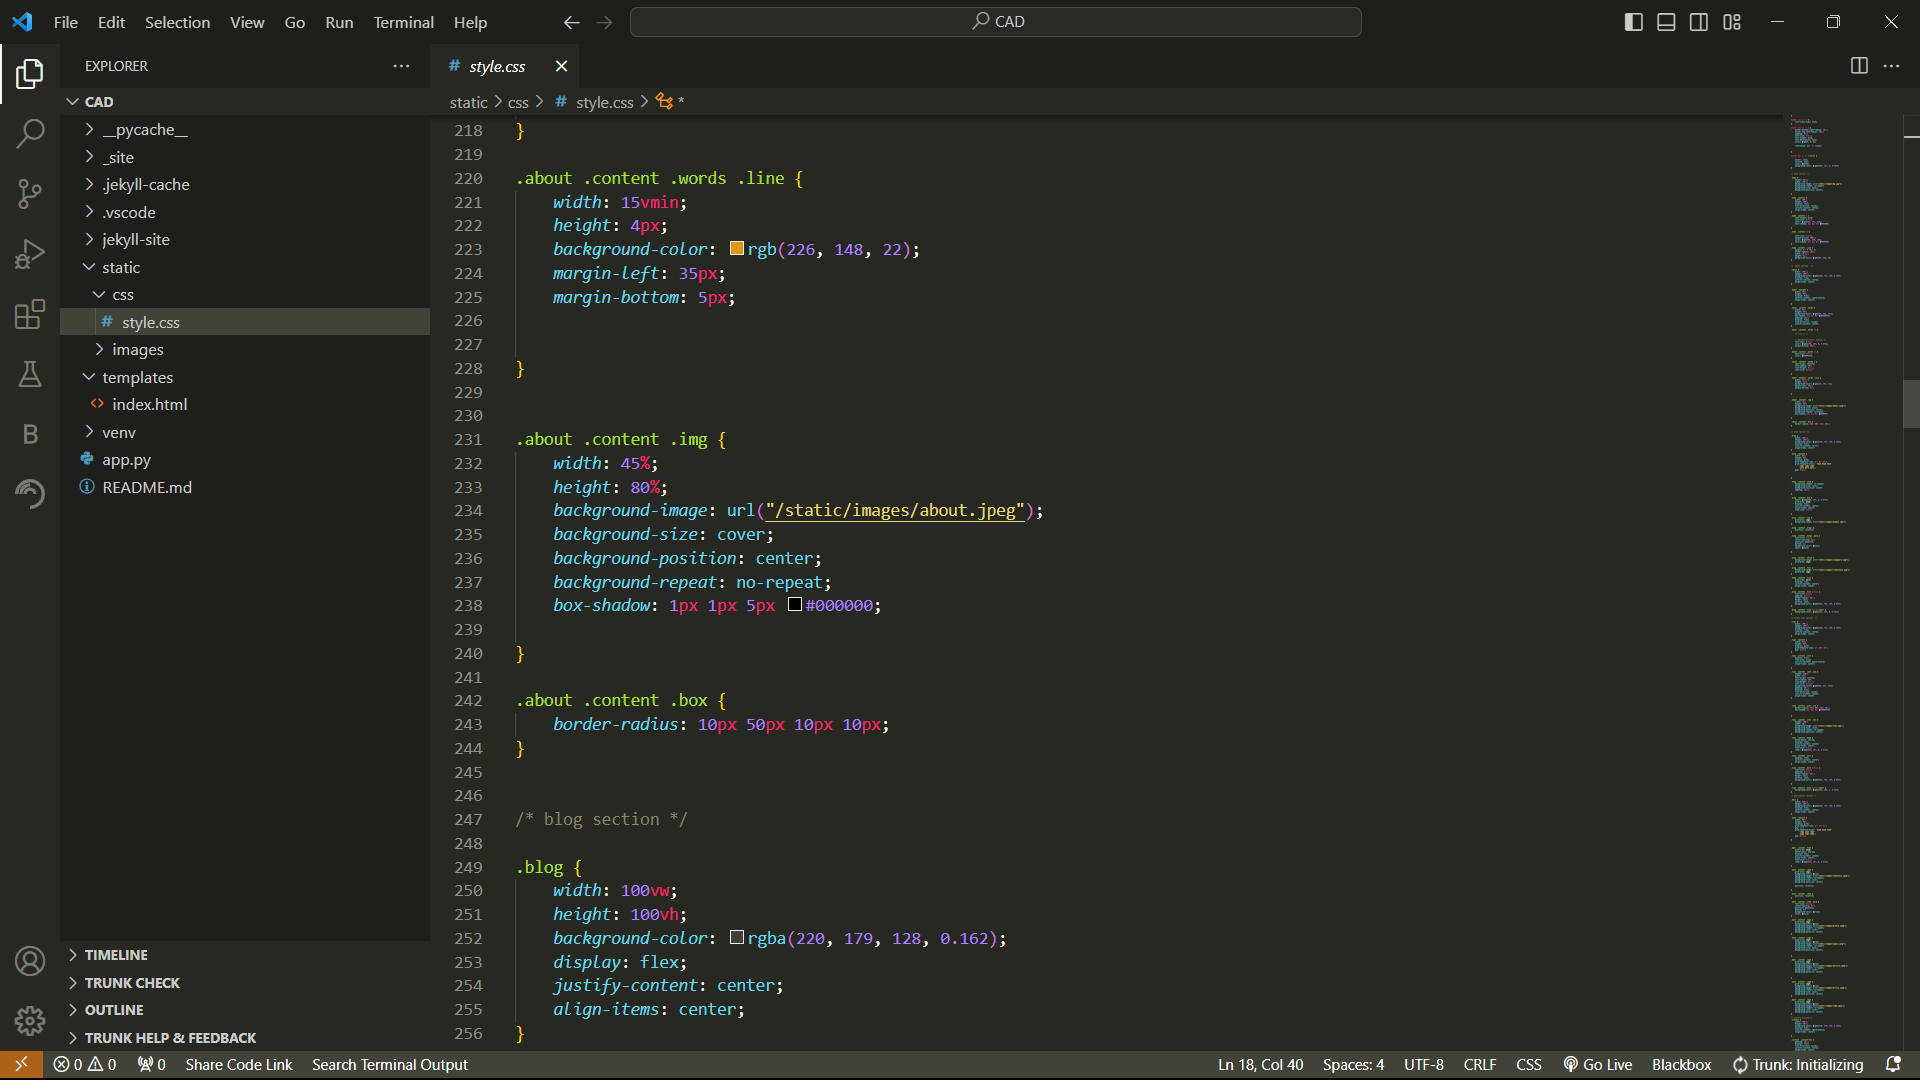 File Edit Selection View Go Run Terminal Help
CAD
EXPLORER
CAD
__pycache__
_site
.jekyll-cache
.vscode
jekyll-site
static
css
# style.css
images
templates
<> index.html
venv
app.py
README.md
TIMELINE
TRUNK CHECK
OUTLINE
TRUNK HELP & FEEDBACK
# style.css
static > css > # style.css > *
218 }
219
220 .about .content .words .line {
221 width: 15vmin;
222 height: 4px;
223 background-color: rgb(226, 148, 22);
224 margin-left: 35px;
225 margin-bottom: 5px;
226
227
228 }
229
230
231 .about .content .img {
232 width: 45%;
233 height: 80%;
234 background-image: url("/static/images/about.jpeg");
235 background-size: cover;
236 background-position: center;
237 background-repeat: no-repeat;
238 box-shadow: 1px 1px 5px #000000;
239
240 }
241
242 .about .content .box {
243 border-radius: 10px 50px 10px 10px;
244 }
245
246
247 /* blog section */
248
249 .blog {
250 width: 100vw;
251 height: 100vh;
252 background-color: rgba(220, 179, 128, 0.162);
253 display: flex;
254 justify-content: center;
255 align-items: center;
256 }
0 0 0 Share Code Link Search Terminal Output Ln 18, Col 40 Spaces: 4 UTF-8 CRLF CSS Go Live Blackbox Trunk: Initializing